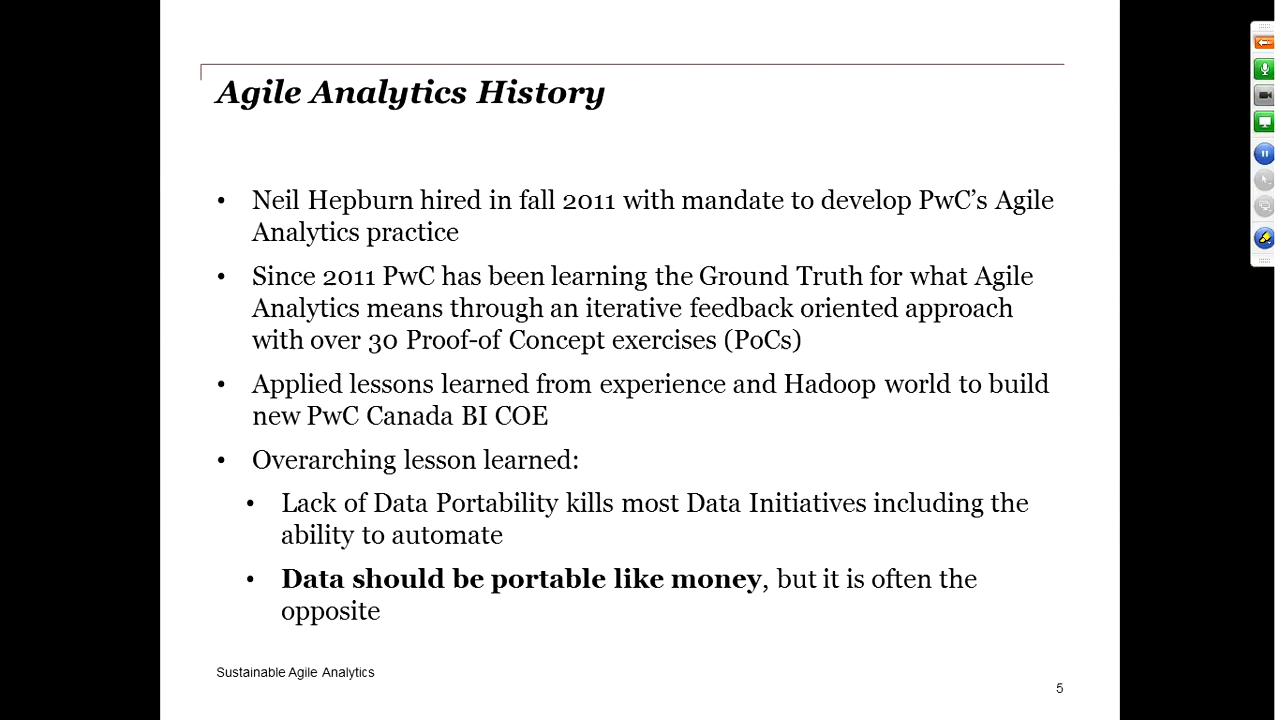 Agile Analytics History
• Neil Hepburn hired in fall 2011 with mandate to develop PwC’s Agile
Analytics practice
• Since 2011 PwC has been learning the Ground Truth for what Agile
Analytics means through an iterative feedback oriented approach
with over 30 Proof-of Concept exercises (PoCs)
• Applied lessons learned from experience and Hadoop world to build
new PwC Canada BI COE
• Overarching lesson learned:
• Lack of Data Portability kills most Data Initiatives including the
ability to automate
• Data should be portable like money, but it is often the
opposite
Sustainable Agile Analytics
5